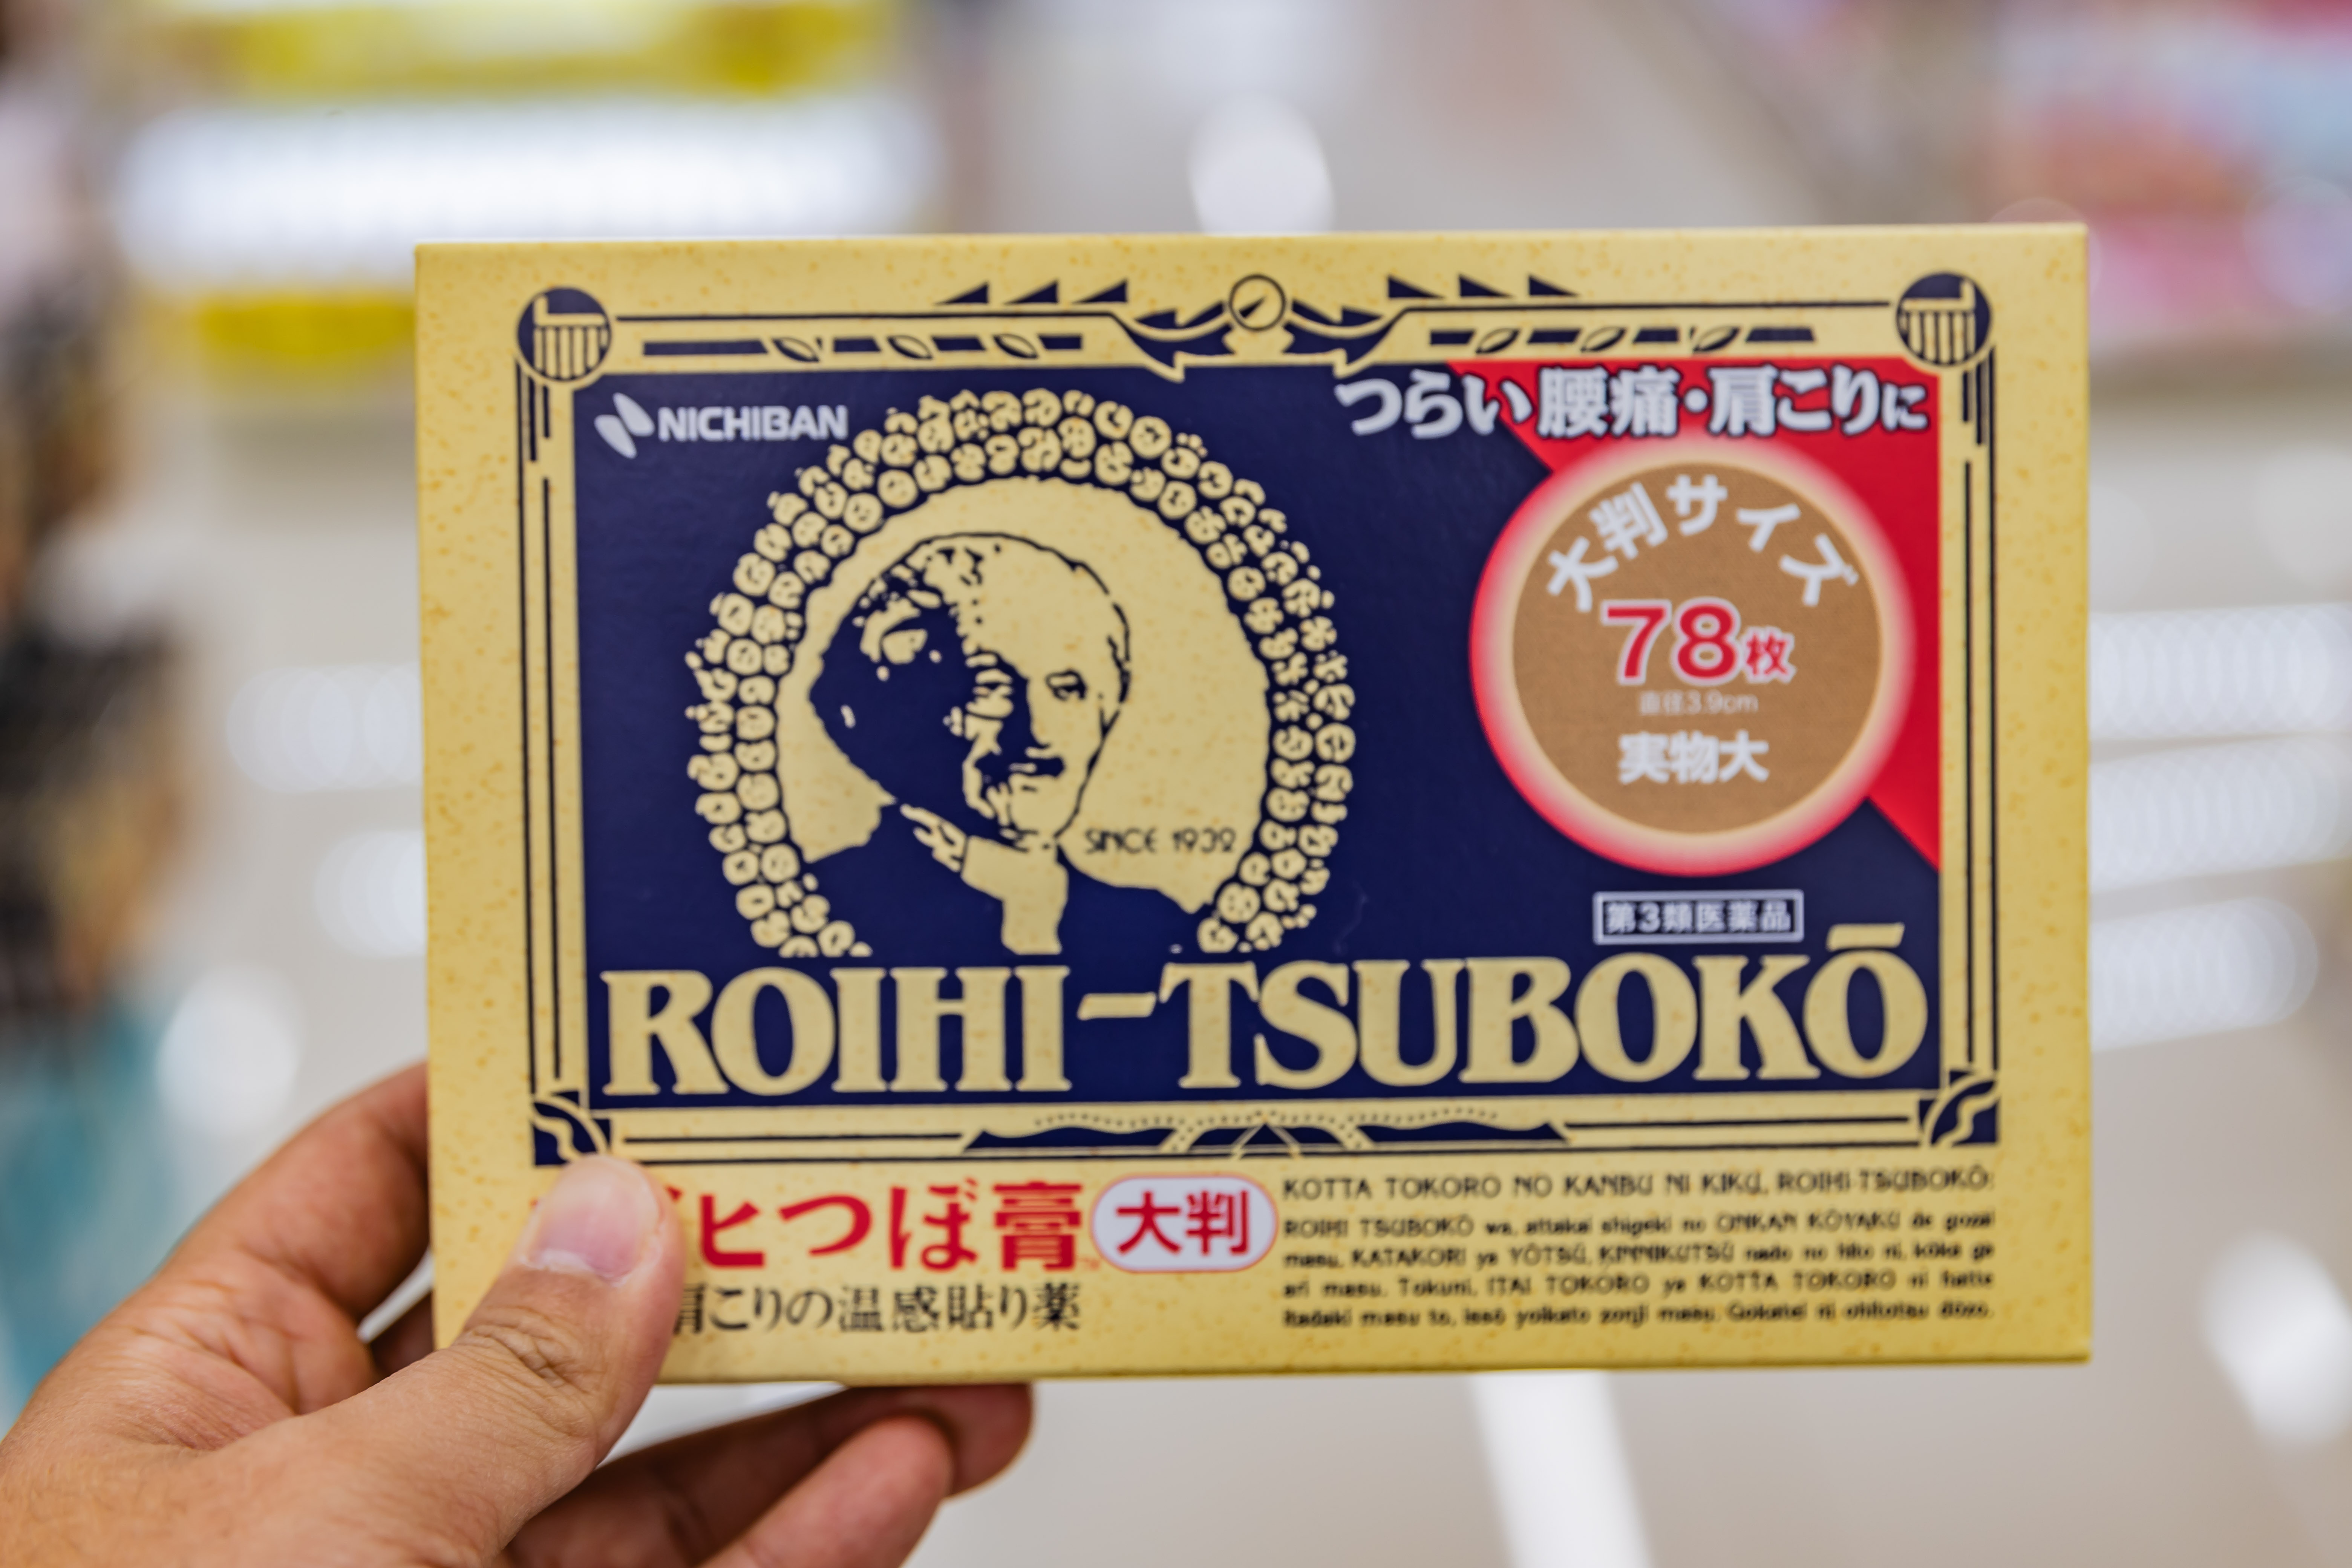 NICHIBAN
つらい腰痛・肩こりに
大判サイズ
78枚
直径3.9cm
実物大
SINCE 1932
第3類医薬品
ROIHI-TSUBOKŌ
ヒつぼ膏 大判
肩こりの温感貼り薬
KOTTA TOKORO NO KANBU NI KIKU, ROIHI-TSUBOKŌ:
ROIHI TSUBOKŌ wa, attakai shigeki no ONKAN KŌYAKU de gozai
masu. KATAKORI ya YŌTSŪ, KINNIKUTSŪ nado no hito ni, kōka ga
ari masu. Tokuni, ITAI TOKORO ya KOTTA TOKORO ni hatte
itadaki masu to, issō yoikato zonji masu. Gokatei ni ohitotsu dōzo.